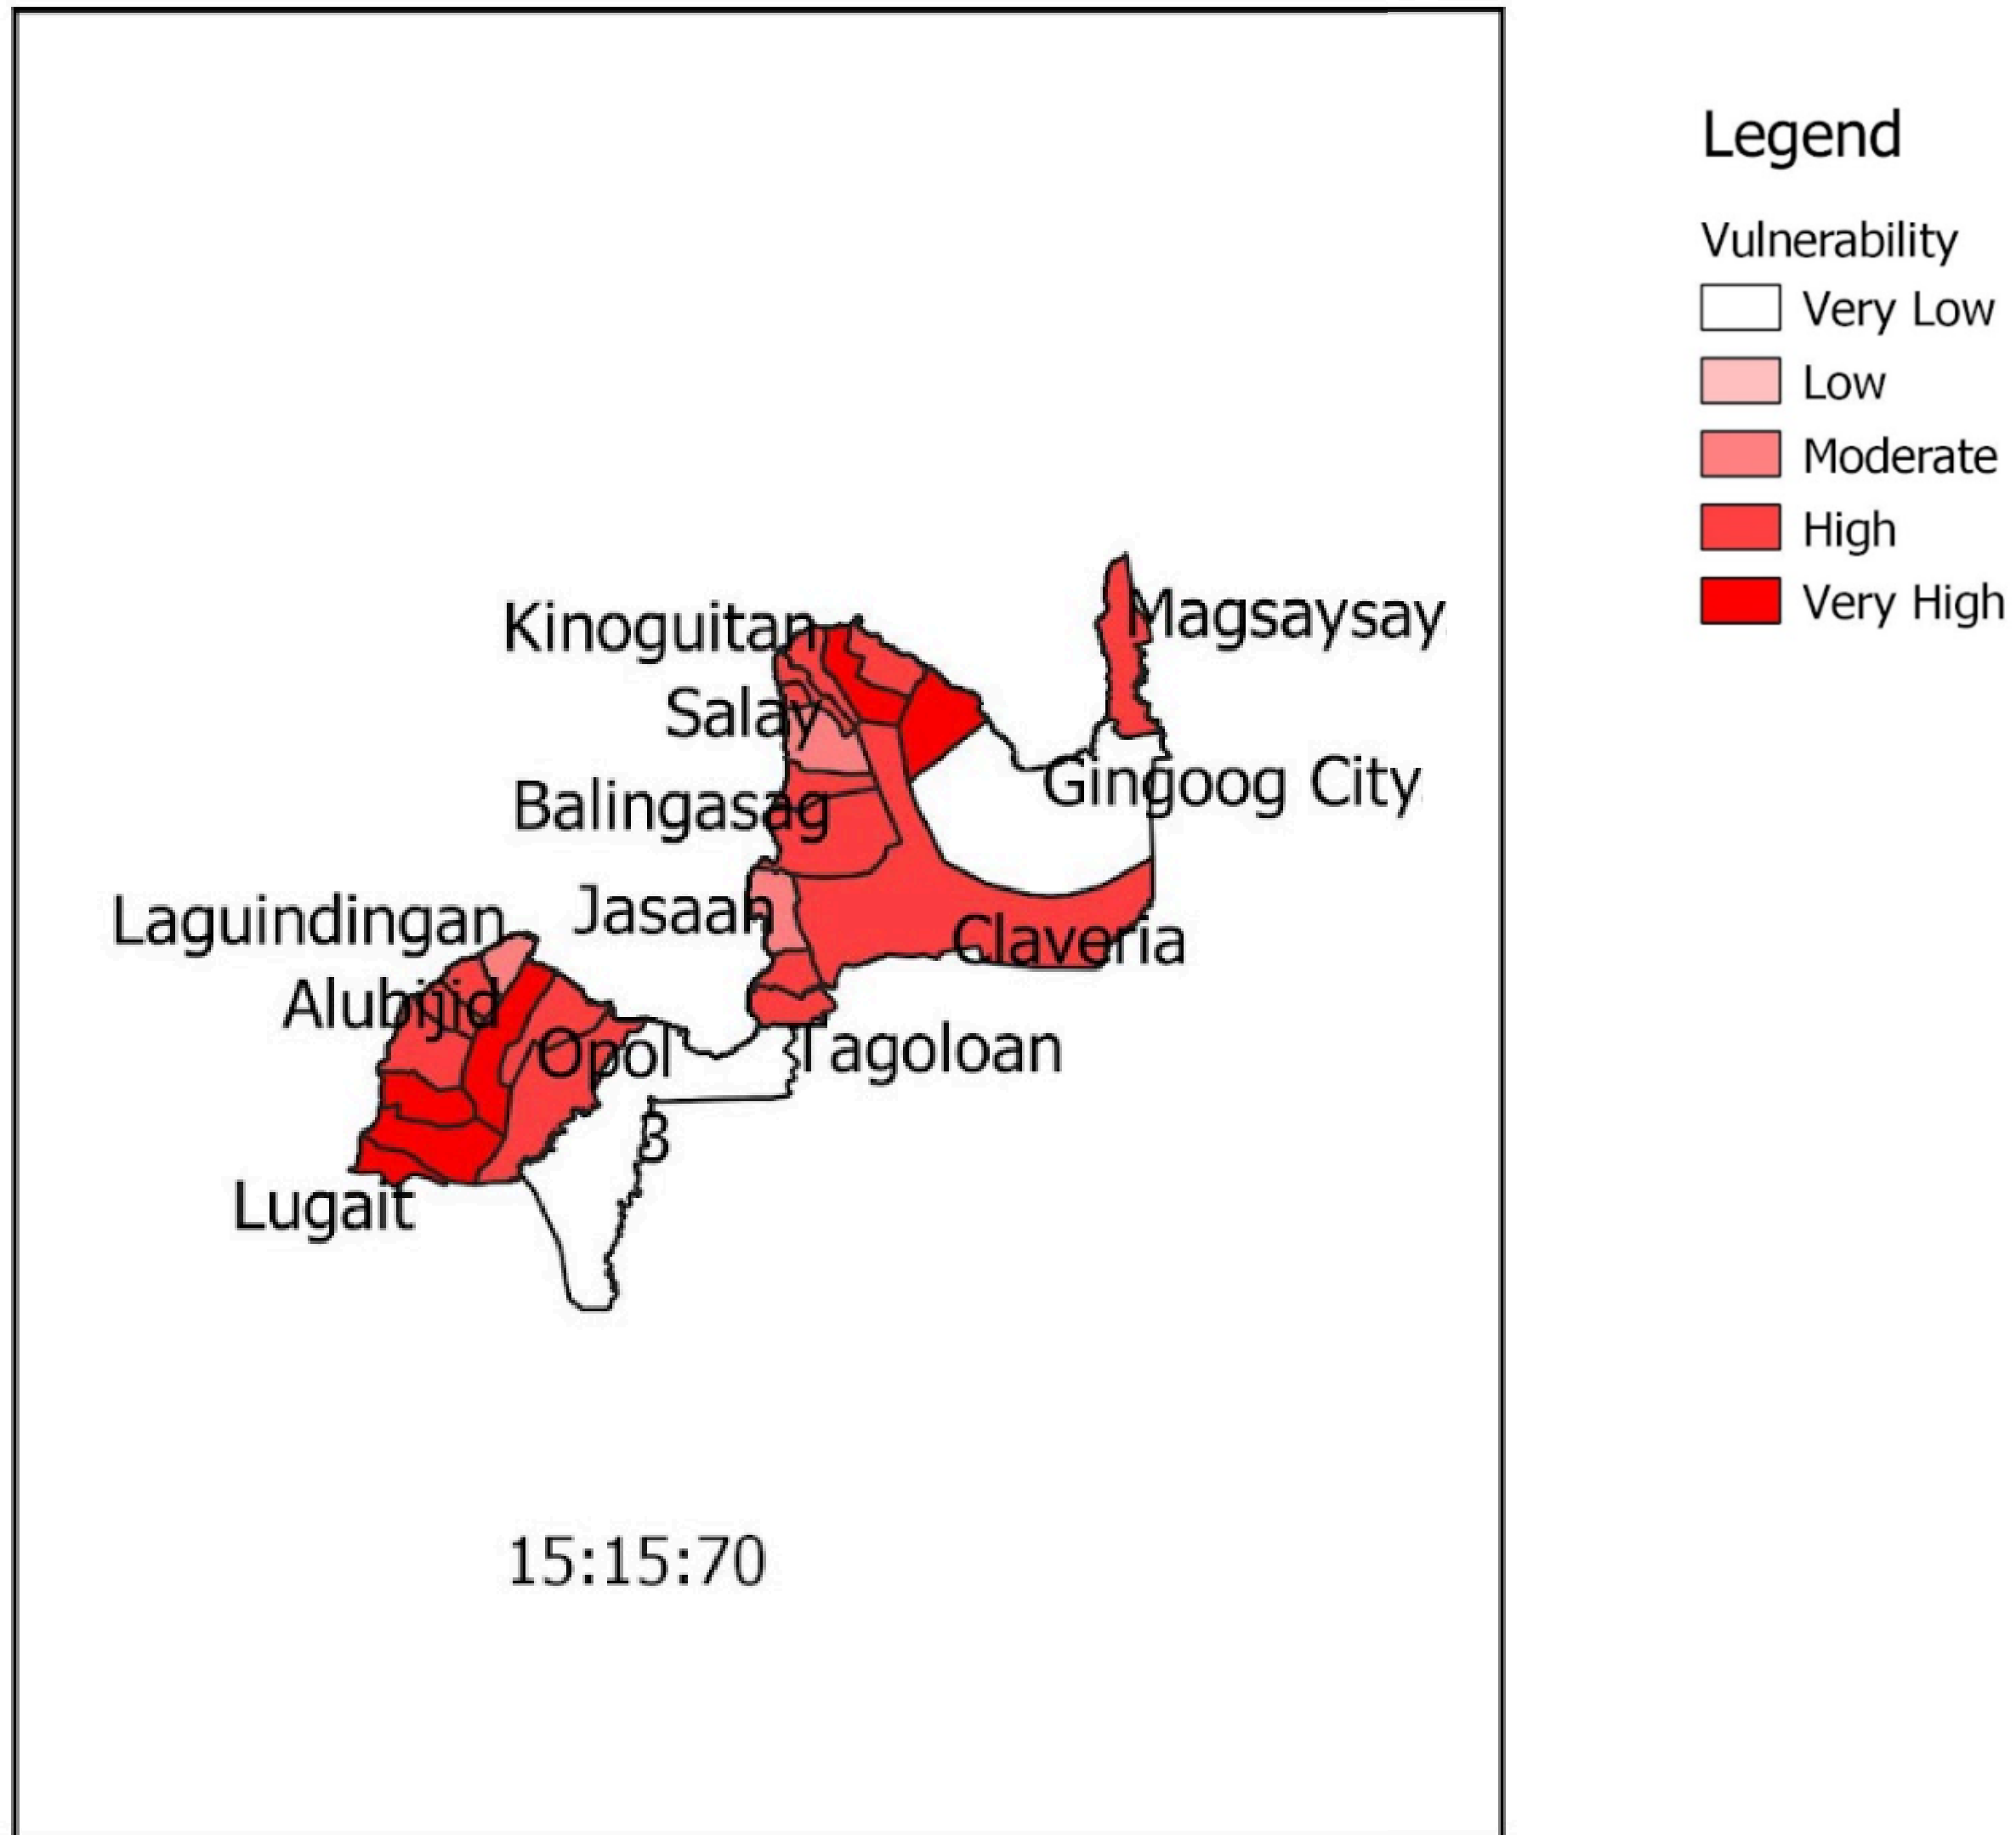 Legend
Vulnerability
Very Low
Low
Moderate
High
Very High
Kinoguitan
Magsaysay
Salay
Gingoog City
Balingasag
Jasaan
Laguindingan
Claveria
Alubijid
Opol
Tagoloan
3
Lugait
15:15:70